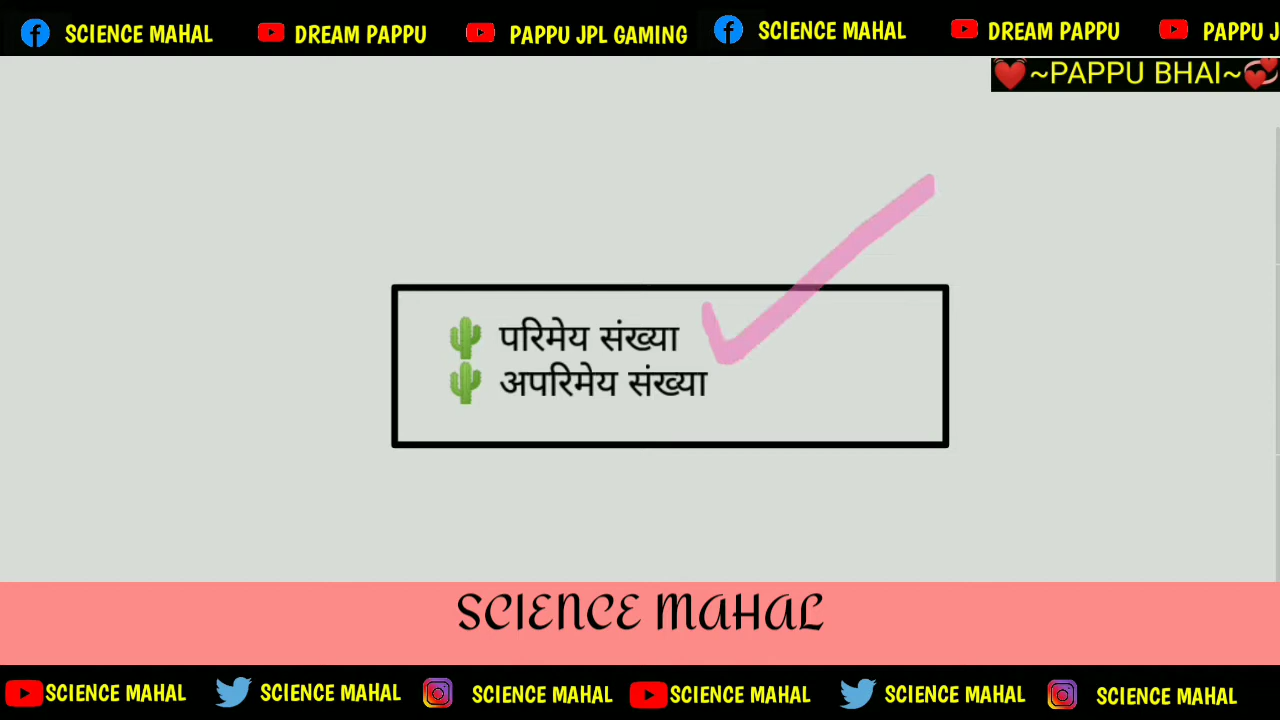 SCIENCE MAHAL DREAM PAPPU PAPPU JPL GAMING SCIENCE MAHAL DREAM PAPPU PAPPU J
~PAPPU BHAI~
परिमेय संख्या
अपरिमेय संख्या
SCIENCE MAHAL
SCIENCE MAHAL SCIENCE MAHAL SCIENCE MAHAL SCIENCE MAHAL SCIENCE MAHAL SCIENCE MAHAL